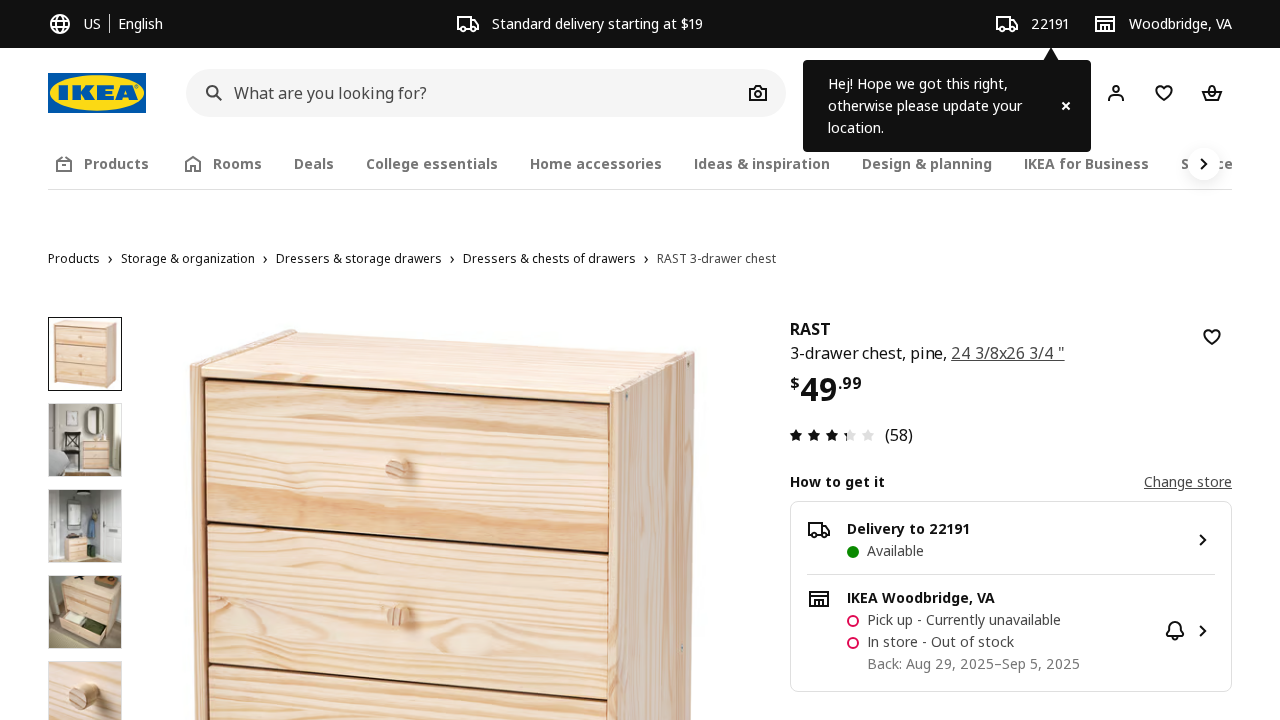 US English
Standard delivery starting at $19
22191
Woodbridge, VA
IKEA
What are you looking for?
Hej! Hope we got this right,
otherwise please update your
location.
Products
Rooms
Deals
College essentials
Home accessories
Ideas & inspiration
Design & planning
IKEA for Business
Products › Storage & organization › Dressers & storage drawers › Dressers & chests of drawers › RAST 3-drawer chest
RAST
3-drawer chest, pine, 24 3/8x26 3/4 "
$49.99
(58)
How to get it
Change store
Delivery to 22191
Available
IKEA Woodbridge, VA
Pick up - Currently unavailable
In store - Out of stock
Back: Aug 29, 2025–Sep 5, 2025